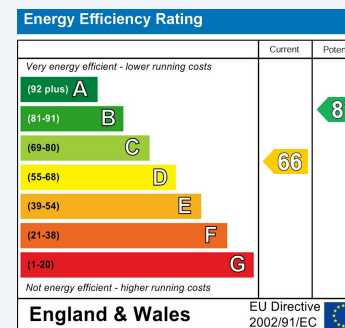 Energy Efficiency Rating
Current Poten
Very energy efficient - lower running costs
(92 plus) A
(81-91) B
8
(69-80) C
(55-68) D
66
(39-54) E
(21-38) F
(1-20) G
Not energy efficient - higher running costs
England & Wales
EU Directive
2002/91/EC